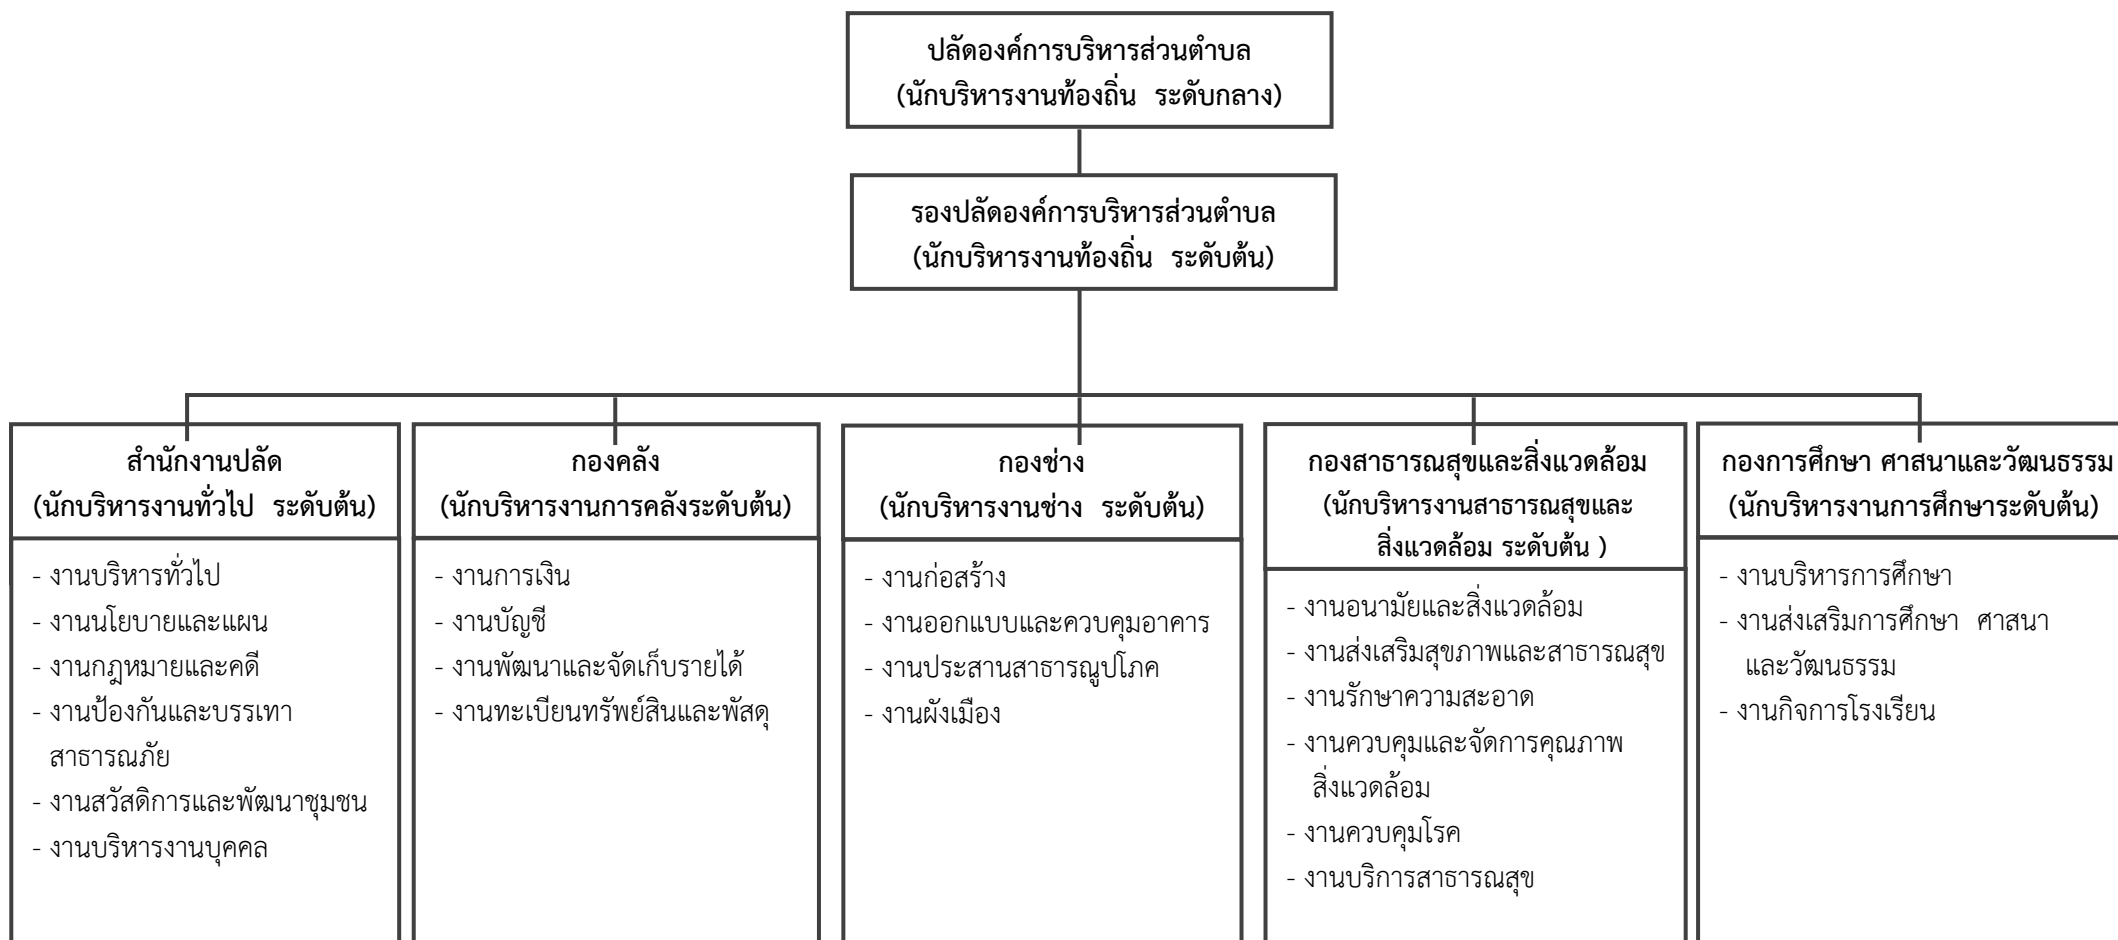 ปลัดองค์การบริหารส่วนตำบล
(นักบริหารงานท้องถิ่น ระดับกลาง)
รองปลัดองค์การบริหารส่วนตำบล
(นักบริหารงานท้องถิ่น ระดับต้น)
สำนักงานปลัด
(นักบริหารงานทั่วไป ระดับต้น)
- งานบริหารทั่วไป
- งานนโยบายและแผน
- งานกฎหมายและคดี
- งานป้องกันและบรรเทา
สาธารณภัย
- งานสวัสดิการและพัฒนาชุมชน
- งานบริหารงานบุคคล
กองคลัง
(นักบริหารงานการคลังระดับต้น)
- งานการเงิน
- งานบัญชี
- งานพัฒนาและจัดเก็บรายได้
- งานทะเบียนทรัพย์สินและพัสดุ
กองช่าง
(นักบริหารงานช่าง ระดับต้น)
- งานก่อสร้าง
- งานออกแบบและควบคุมอาคาร
- งานประสานสาธารณูปโภค
- งานผังเมือง
กองสาธารณสุขและสิ่งแวดล้อม
(นักบริหารงานสาธารณสุขและ
สิ่งแวดล้อม ระดับต้น )
- งานอนามัยและสิ่งแวดล้อม
- งานส่งเสริมสุขภาพและสาธารณสุข
- งานรักษาความสะอาด
- งานควบคุมและจัดการคุณภาพ
สิ่งแวดล้อม
- งานควบคุมโรค
- งานบริการสาธารณสุข
กองการศึกษา ศาสนาและวัฒนธรรม
(นักบริหารงานการศึกษาระดับต้น)
- งานบริหารการศึกษา
- งานส่งเสริมการศึกษา ศาสนา
และวัฒนธรรม
- งานกิจการโรงเรียน